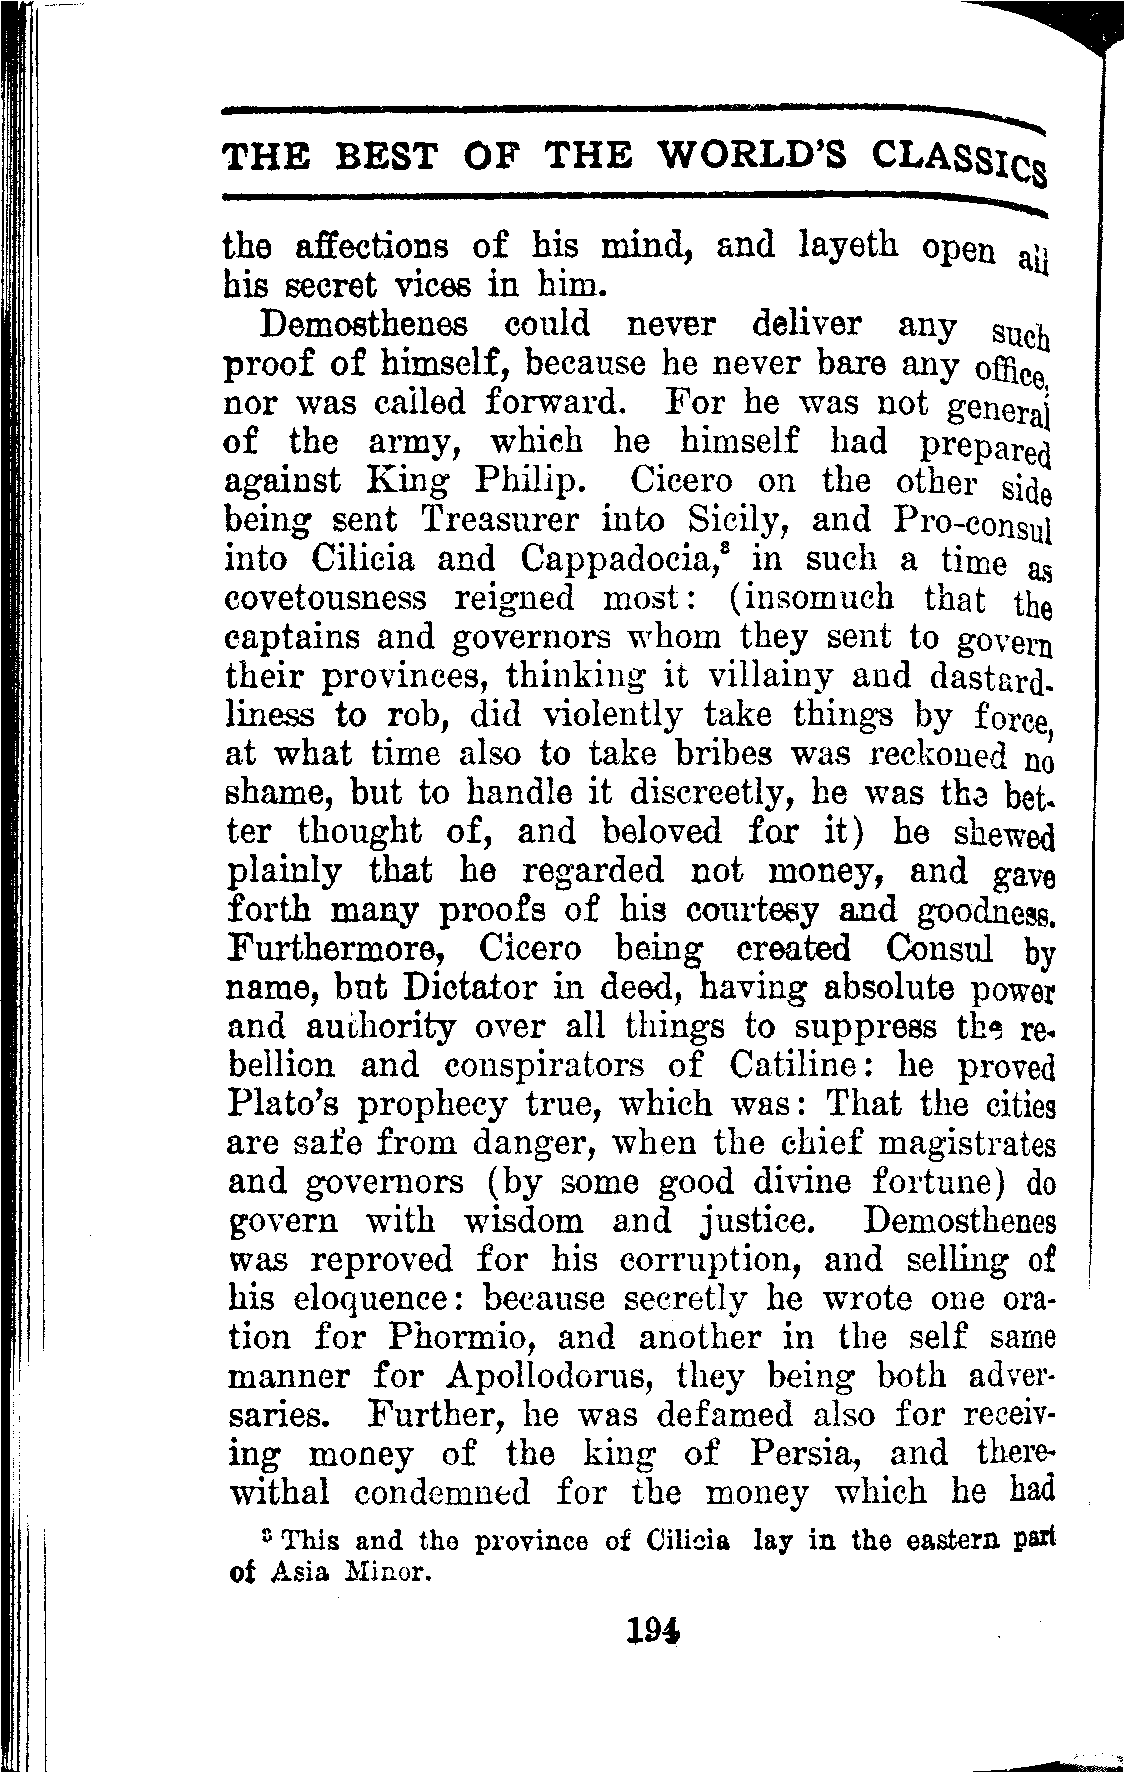 THE BEST OF THE WORLD'S CLASSICS
the affections of his mind, and layeth open all
his secret vices in him.
Demosthenes could never deliver any such
proof of himself, because he never bare any office,
nor was called forward. For he was not general
of the army, which he himself had prepared
against King Philip. Cicero on the other side
being sent Treasurer into Sicily, and Pro-consul
into Cilicia and Cappadocia,⁸ in such a time as
covetousness reigned most: (insomuch that the
captains and governors whom they sent to govern
their provinces, thinking it villainy and dastard-
liness to rob, did violently take things by force,
at what time also to take bribes was reckoned no
shame, but to handle it discreetly, he was the bet-
ter thought of, and beloved for it) he shewed
plainly that he regarded not money, and gave
forth many proofs of his courtesy and goodness.
Furthermore, Cicero being created Consul by
name, but Dictator in deed, having absolute power
and authority over all things to suppress the re-
bellion and conspirators of Catiline: he proved
Plato's prophecy true, which was: That the cities
are safe from danger, when the chief magistrates
and governors (by some good divine fortune) do
govern with wisdom and justice. Demosthenes
was reproved for his corruption, and selling of
his eloquence: because secretly he wrote one ora-
tion for Phormio, and another in the self same
manner for Apollodorus, they being both adver-
saries. Further, he was defamed also for receiv-
ing money of the king of Persia, and there-
withal condemned for the money which he had
⁸ This and the province of Cilicia lay in the eastern part
of Asia Minor.
194